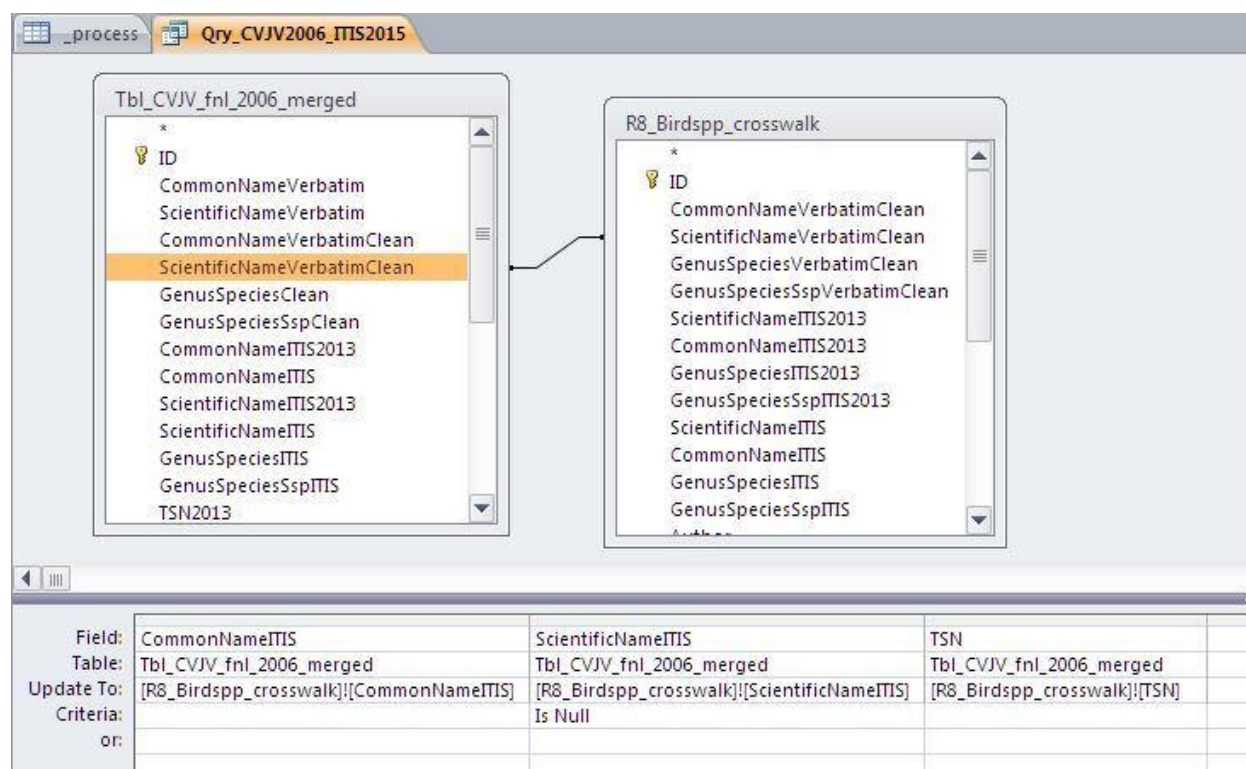 _process Qry_CVJV2006_ITIS2015
Tbl_CVJV_fnl_2006_merged
*
ID
CommonNameVerbatim
ScientificNameVerbatim
CommonNameVerbatimClean
ScientificNameVerbatimClean
GenusSpeciesClean
GenusSpeciesSspClean
CommonNameITIS2013
CommonNameITIS
ScientificNameITIS2013
ScientificNameITIS
GenusSpeciesITIS
GenusSpeciesSspITIS
TSN2013
R8_Birdspp_crosswalk
*
ID
CommonNameVerbatimClean
ScientificNameVerbatimClean
GenusSpeciesVerbatimClean
GenusSpeciesSspVerbatimClean
ScientificNameITIS2013
CommonNameITIS2013
GenusSpeciesITIS2013
GenusSpeciesSspITIS2013
ScientificNameITIS
CommonNameITIS
GenusSpeciesITIS
GenusSpeciesSspITIS
Field: CommonNameITIS ScientificNameITIS TSN
Table: Tbl_CVJV_fnl_2006_merged Tbl_CVJV_fnl_2006_merged Tbl_CVJV_fnl_2006_merged
Update To: [R8_Birdspp_crosswalk]![CommonNameITIS] [R8_Birdspp_crosswalk]![ScientificNameITIS] [R8_Birdspp_crosswalk]![TSN]
Criteria: Is Null
or: